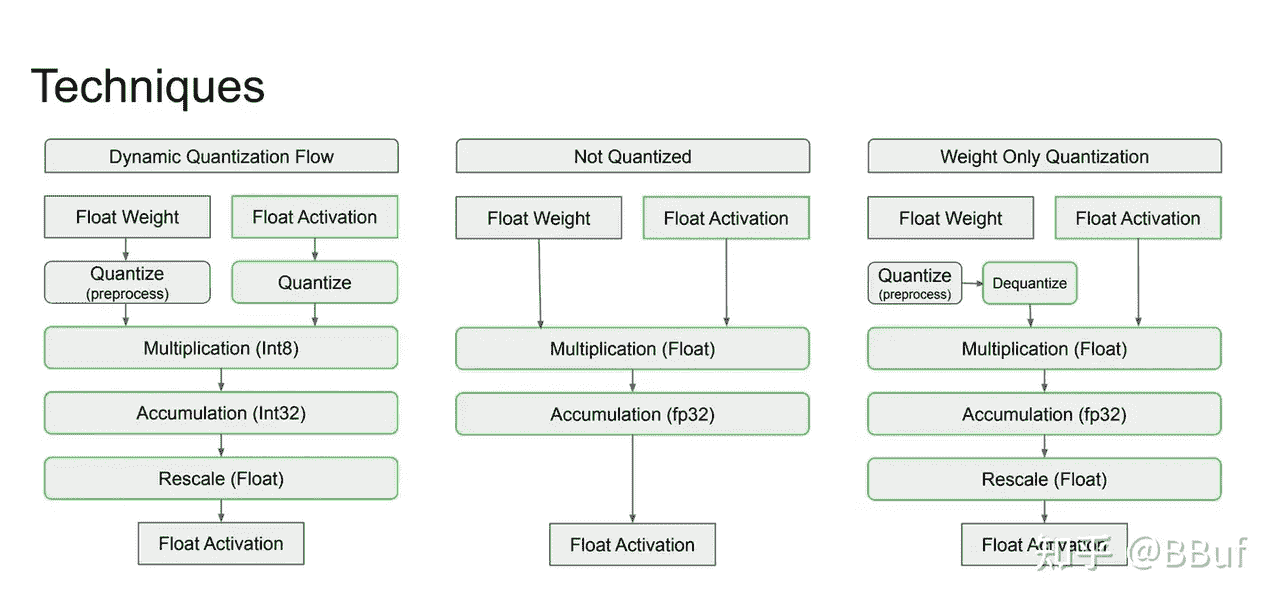 Techniques
Dynamic Quantization Flow
Float Weight
Float Activation
Quantize
(preprocess)
Quantize
Multiplication (Int8)
Accumulation (Int32)
Rescale (Float)
Float Activation
Not Quantized
Float Weight
Float Activation
Multiplication (Float)
Accumulation (fp32)
Float Activation
Weight Only Quantization
Float Weight
Float Activation
Quantize
(preprocess)
Dequantize
Multiplication (Float)
Accumulation (fp32)
Rescale (Float)
Float Activation
知乎 @BBuf